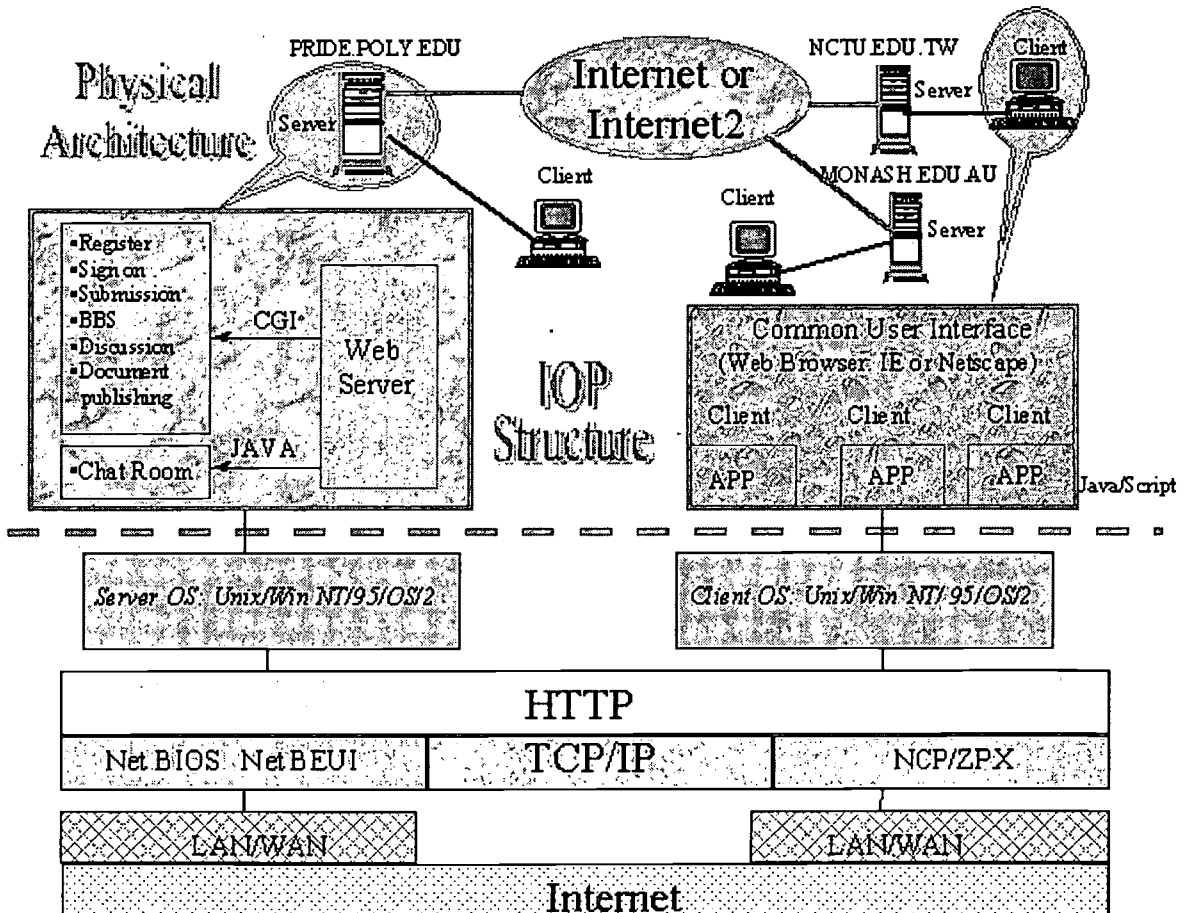 PRIDE.POLY.EDU
NCTU.EDU.TW
Client
Physical
Architecture
Server
Internet or
Internet2
Server
Client
Client
MONASH.EDU.AU
Server
▪Register
▪Sign on
▪Submission
▪BBS
▪Discussion
▪Document
publishing
CGI
Web
Server
JAVA
▪Chat Room
IOP
Structure
Common User Interface
(Web Browser: IE or Netscape)
Client Client Client
APP APP APP
Java/Script
Server OS: Unix/Win NT/95/OS/2
Client OS: Unix/Win NT/95/OS/2
HTTP
Net BIOS NetBEUI
TCP/IP
NCP/ZPX
LAN/WAN
LAN/WAN
Internet